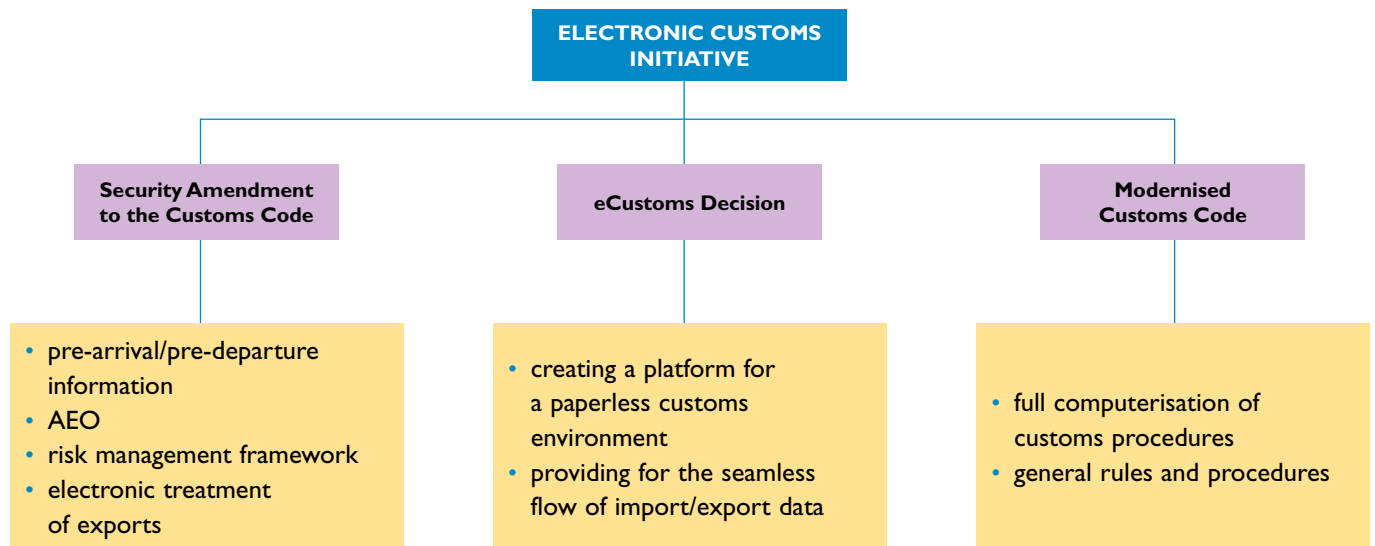 ELECTRONIC CUSTOMS
INITIATIVE
Security Amendment
to the Customs Code
eCustoms Decision
Modernised
Customs Code
• pre-arrival/pre-departure
information
• AEO
• risk management framework
• electronic treatment
of exports
• creating a platform for
a paperless customs
environment
• providing for the seamless
flow of import/export data
• full computerisation of
customs procedures
• general rules and procedures